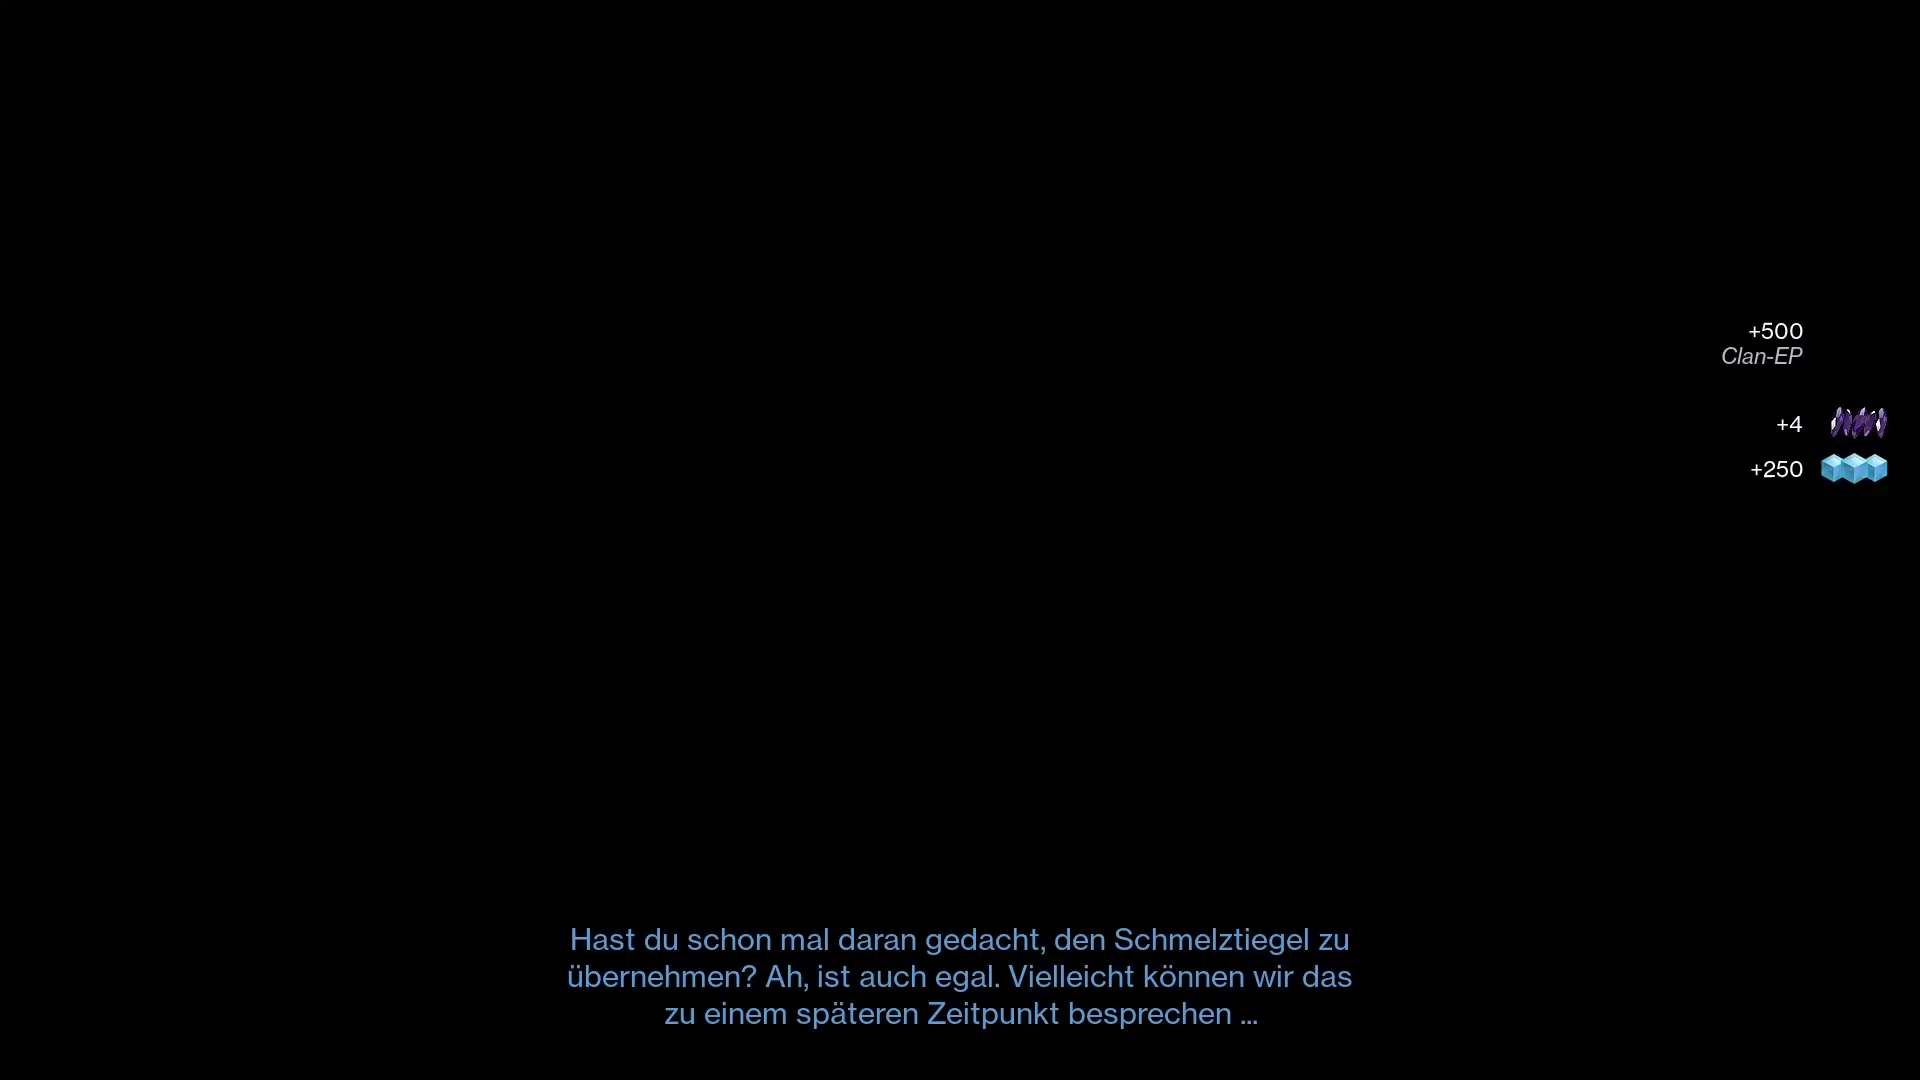 +500
Clan-EP
+4
+250
Hast du schon mal daran gedacht, den Schmelztiegel zu
übernehmen? Ah, ist auch egal. Vielleicht können wir das
zu einem späteren Zeitpunkt besprechen ...